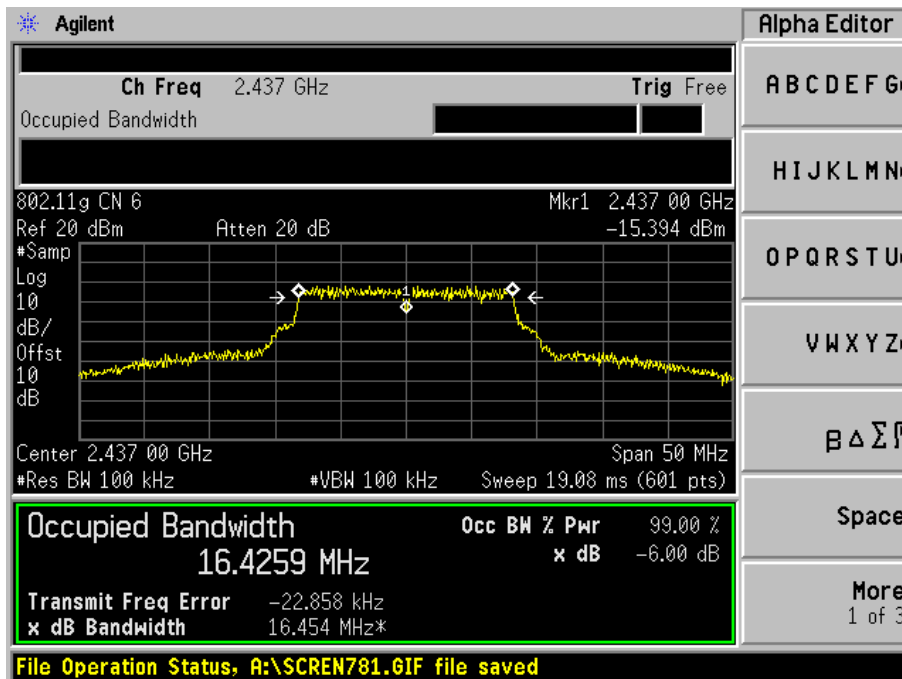 Agilent
Alpha Editor
Ch Freq 2.437 GHz
Trig Free
Occupied Bandwidth
802.11g CN 6
Mkr1 2.437 00 GHz
Ref 20 dBm
Atten 20 dB
-15.394 dBm
#Samp
Log
10
dB/
Offst
10
dB
1
Center 2.437 00 GHz
Span 50 MHz
#Res BW 100 kHz
#VBW 100 kHz
Sweep 19.08 ms (601 pts)
Occupied Bandwidth
16.4259 MHz
Occ BW % Pwr 99.00 %
x dB -6.00 dB
Transmit Freq Error -22.858 kHz
x dB Bandwidth 16.454 MHz*
File Operation Status, A:\SCREN781.GIF file saved
A B C D E F G
H I J K L M N
O P Q R S T U
V W X Y Z
β Δ Σ
Space
More
1 of 3